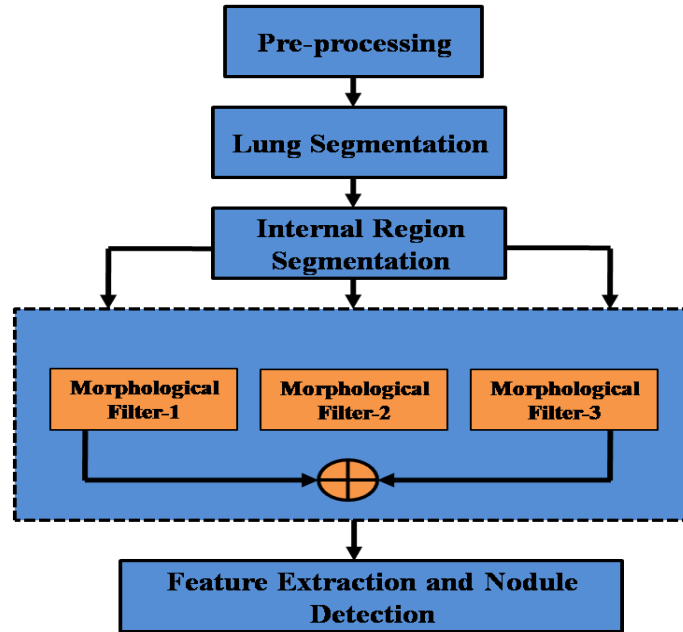 Pre-processing
Lung Segmentation
Internal Region
Segmentation
Morphological
Filter-1
Morphological
Filter-2
Morphological
Filter-3
Feature Extraction and Nodule
Detection